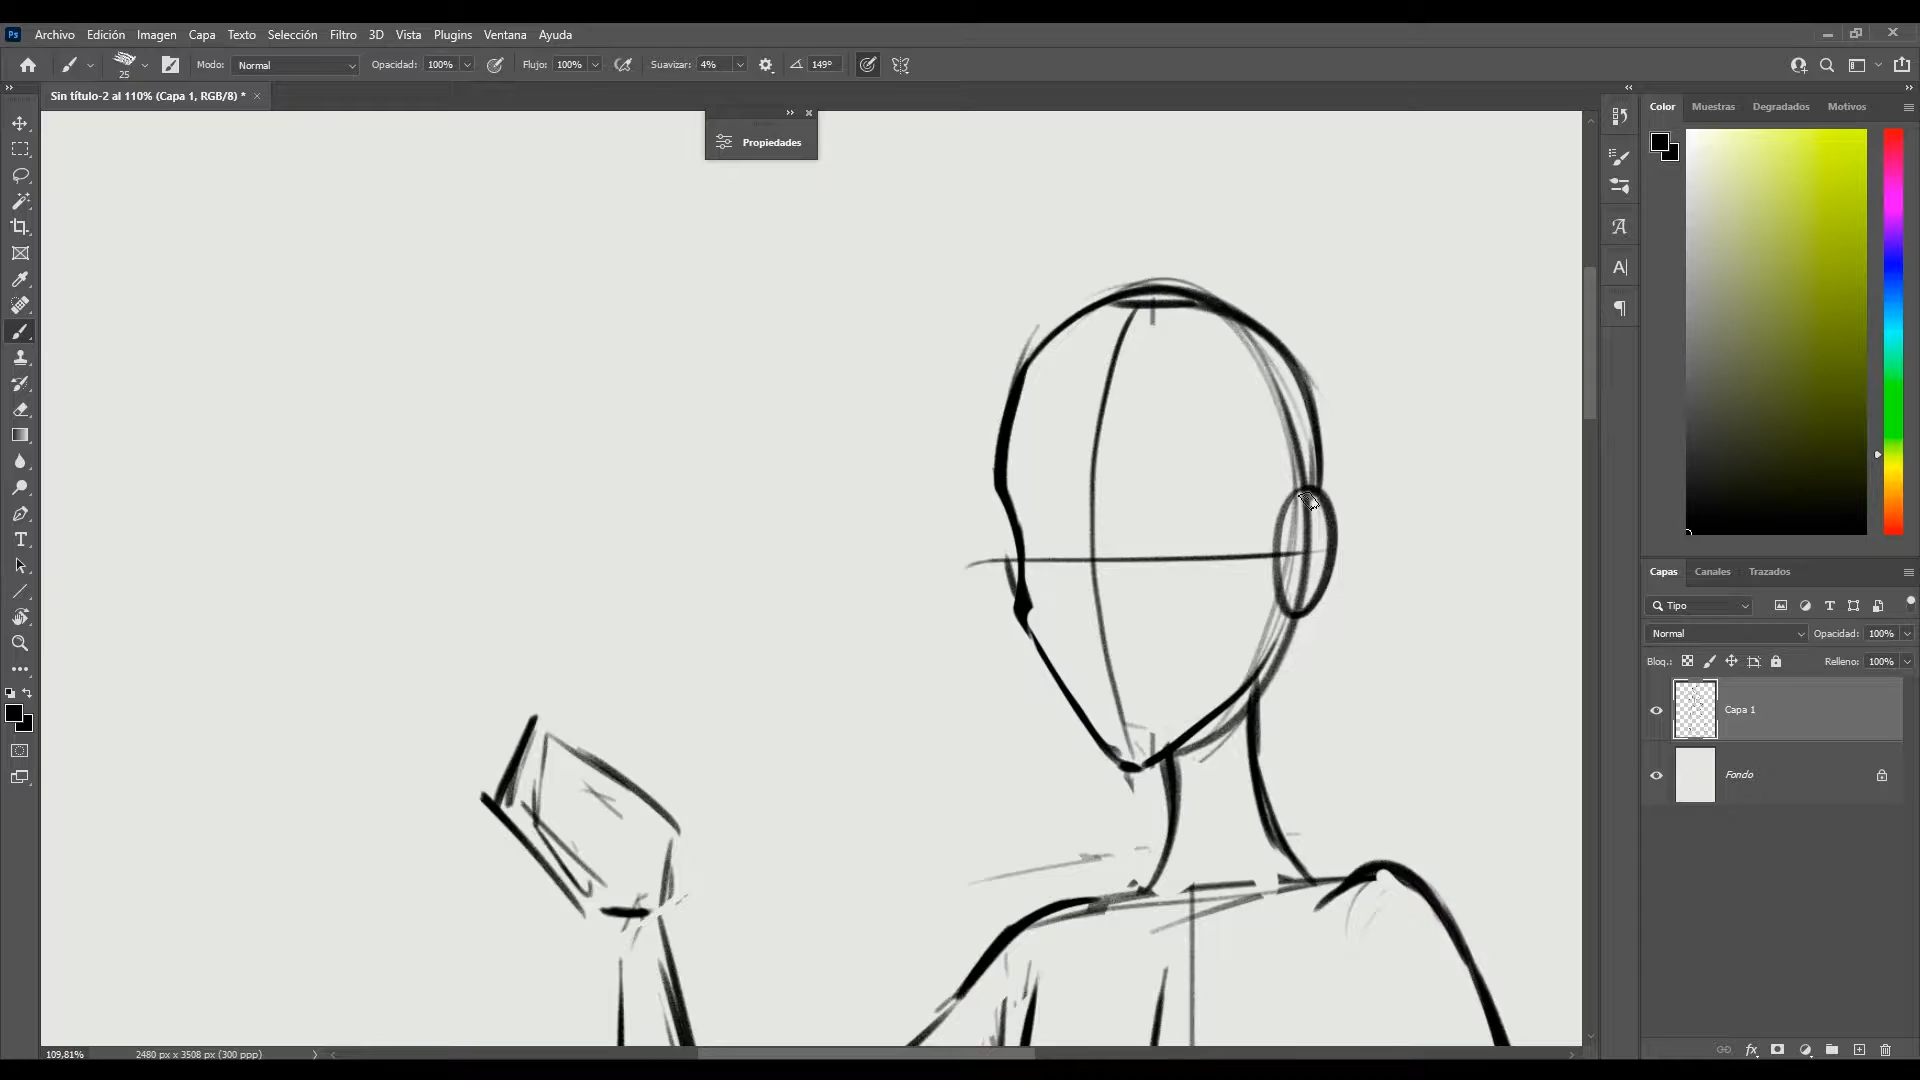 Ps Archivo Edición Imagen Capa Texto Selección Filtro 3D Vista Plugins Ventana Ayuda
25 Modo: Normal Opacidad: 100% Flujo: 100% Suavizar: 4% 149°
Sin título-2 al 110% (Capa 1, RGB/8) * ×
Color Muestras Degradados Motivos
Propiedades
Capas Canales Trazados
Tipo
Normal Opacidad: 100%
Bloq.: Relleno: 100%
Capa 1
Fondo
109,81% 2480 px x 3508 px (300 ppp)